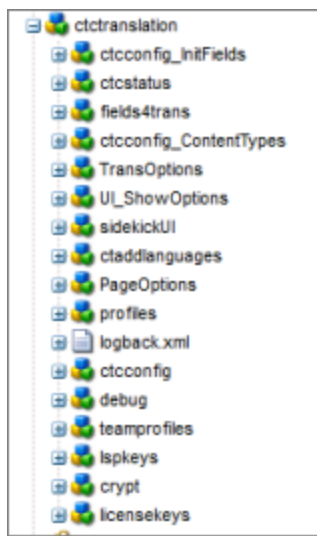 ctctranslation
ctcconfig_InitFields
ctcstatus
fields4trans
ctcconfig_ContentTypes
TransOptions
UI_ShowOptions
sidekickUI
ctaddlanguages
PageOptions
profiles
logback.xml
ctcconfig
debug
teamprofiles
lspkeys
crypt
licensekeys